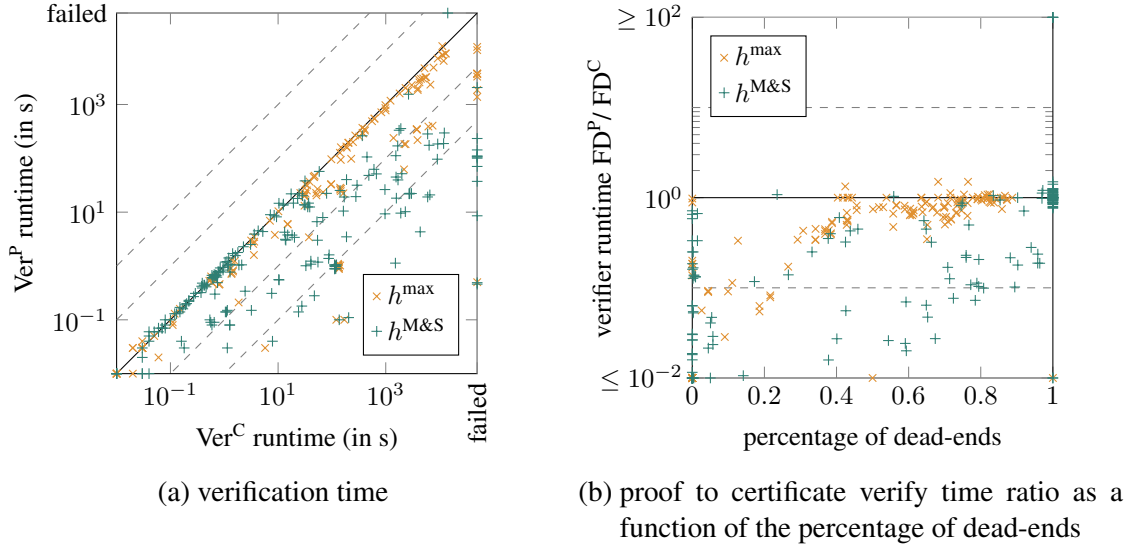 failed
10^3
10^1
10^−1
Ver^P runtime (in s)
h^max
h^M&S
10^−1
10^1
10^3
failed
Ver^C runtime (in s)
(a) verification time
≥ 10^2
10^0
≤ 10^−2
verifier runtime FD^P/ FD^C
h^max
h^M&S
0
0.2
0.4
0.6
0.8
1
percentage of dead-ends
(b) proof to certificate verify time ratio as a
function of the percentage of dead-ends